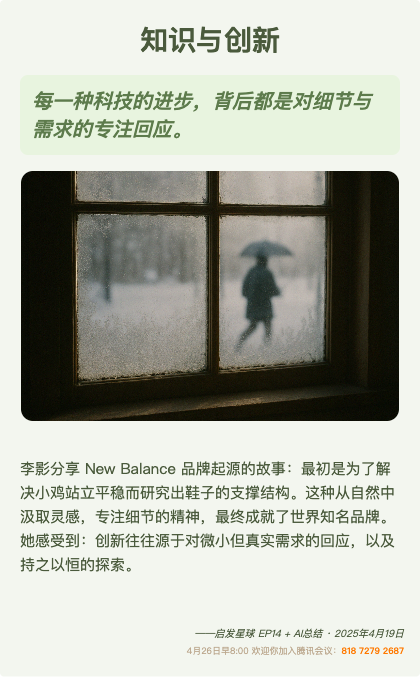 知识与创新
每一种科技的进步，背后都是对细节与
需求的专注回应。
李影分享 New Balance 品牌起源的故事：最初是为了解
决小鸡站立平稳而研究出鞋子的支撑结构。这种从自然中
汲取灵感，专注细节的精神，最终成就了世界知名品牌。
她感受到：创新往往源于对微小但真实需求的回应，以及
持之以恒的探索。
——启发星球 EP14 + AI总结 · 2025年4月19日
4月26日早8:00 欢迎你加入腾讯会议：818 7279 2687